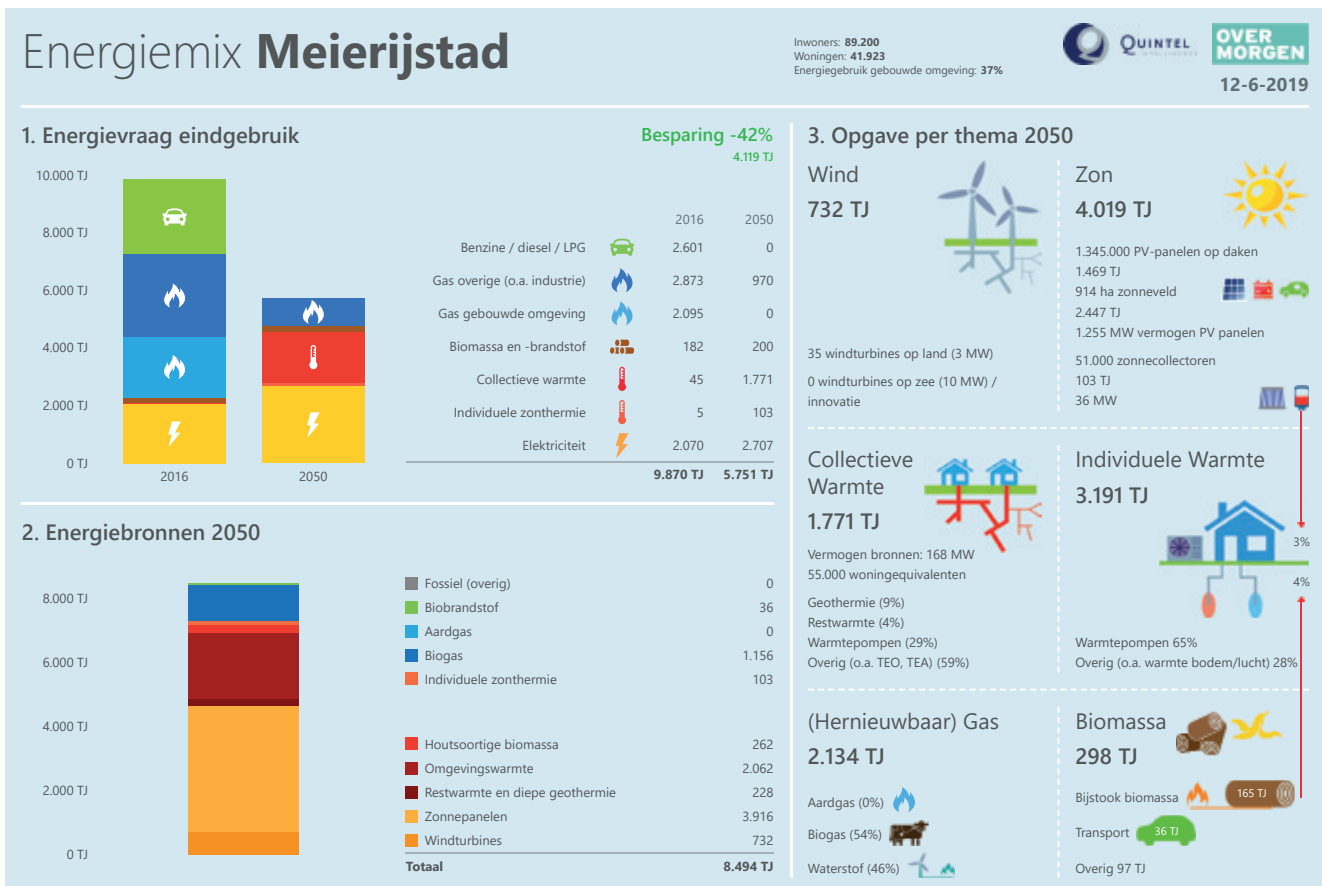 Energiemix Meierijstad
Inwoners: 89.200
Woningen: 41.923
Energiegebruik gebouwde omgeving: 37%
QUINTEL
OVER
MORGEN
12-6-2019
1. Energievraag eindgebruik
Besparing -42%
4.119 TJ
10.000 TJ
8.000 TJ
6.000 TJ
4.000 TJ
2.000 TJ
0 TJ
2016 2050
2016 2050
Benzine / diesel / LPG 2.601 0
Gas overige (o.a. industrie) 2.873 970
Gas gebouwde omgeving 2.095 0
Biomassa en -brandstof 182 200
Collectieve warmte 45 1.771
Individuele zonthermie 5 103
Elektriciteit 2.070 2.707
9.870 TJ 5.751 TJ
2. Energiebronnen 2050
8.000 TJ
6.000 TJ
4.000 TJ
2.000 TJ
0 TJ
Fossiel (overig) 0
Biobrandstof 36
Aardgas 0
Biogas 1.156
Individuele zonthermie 103
Houtsoortige biomassa 262
Omgevingswarmte 2.062
Restwarmte en diepe geothermie 228
Zonnepanelen 3.916
Windturbines 732
Totaal 8.494 TJ
3. Opgave per thema 2050
Wind
732 TJ
35 windturbines op land (3 MW)
0 windturbines op zee (10 MW) /
innovatie
Zon
4.019 TJ
1.345.000 PV-panelen op daken
1.469 TJ
914 ha zonneveld
2.447 TJ
1.255 MW vermogen PV panelen
51.000 zonnecollectoren
103 TJ
36 MW
Collectieve
Warmte
1.771 TJ
Vermogen bronnen: 168 MW
55.000 woningequivalenten
Geothermie (9%)
Restwarmte (4%)
Warmtepompen (29%)
Overig (o.a. TEO, TEA) (59%)
Individuele Warmte
3.191 TJ
3%
4%
Warmtepompen 65%
Overig (o.a. warmte bodem/lucht) 28%
(Hernieuwbaar) Gas
2.134 TJ
Aardgas (0%)
Biogas (54%)
Waterstof (46%)
Biomassa
298 TJ
Bijstook biomassa 165 TJ
Transport 36 TJ
Overig 97 TJ